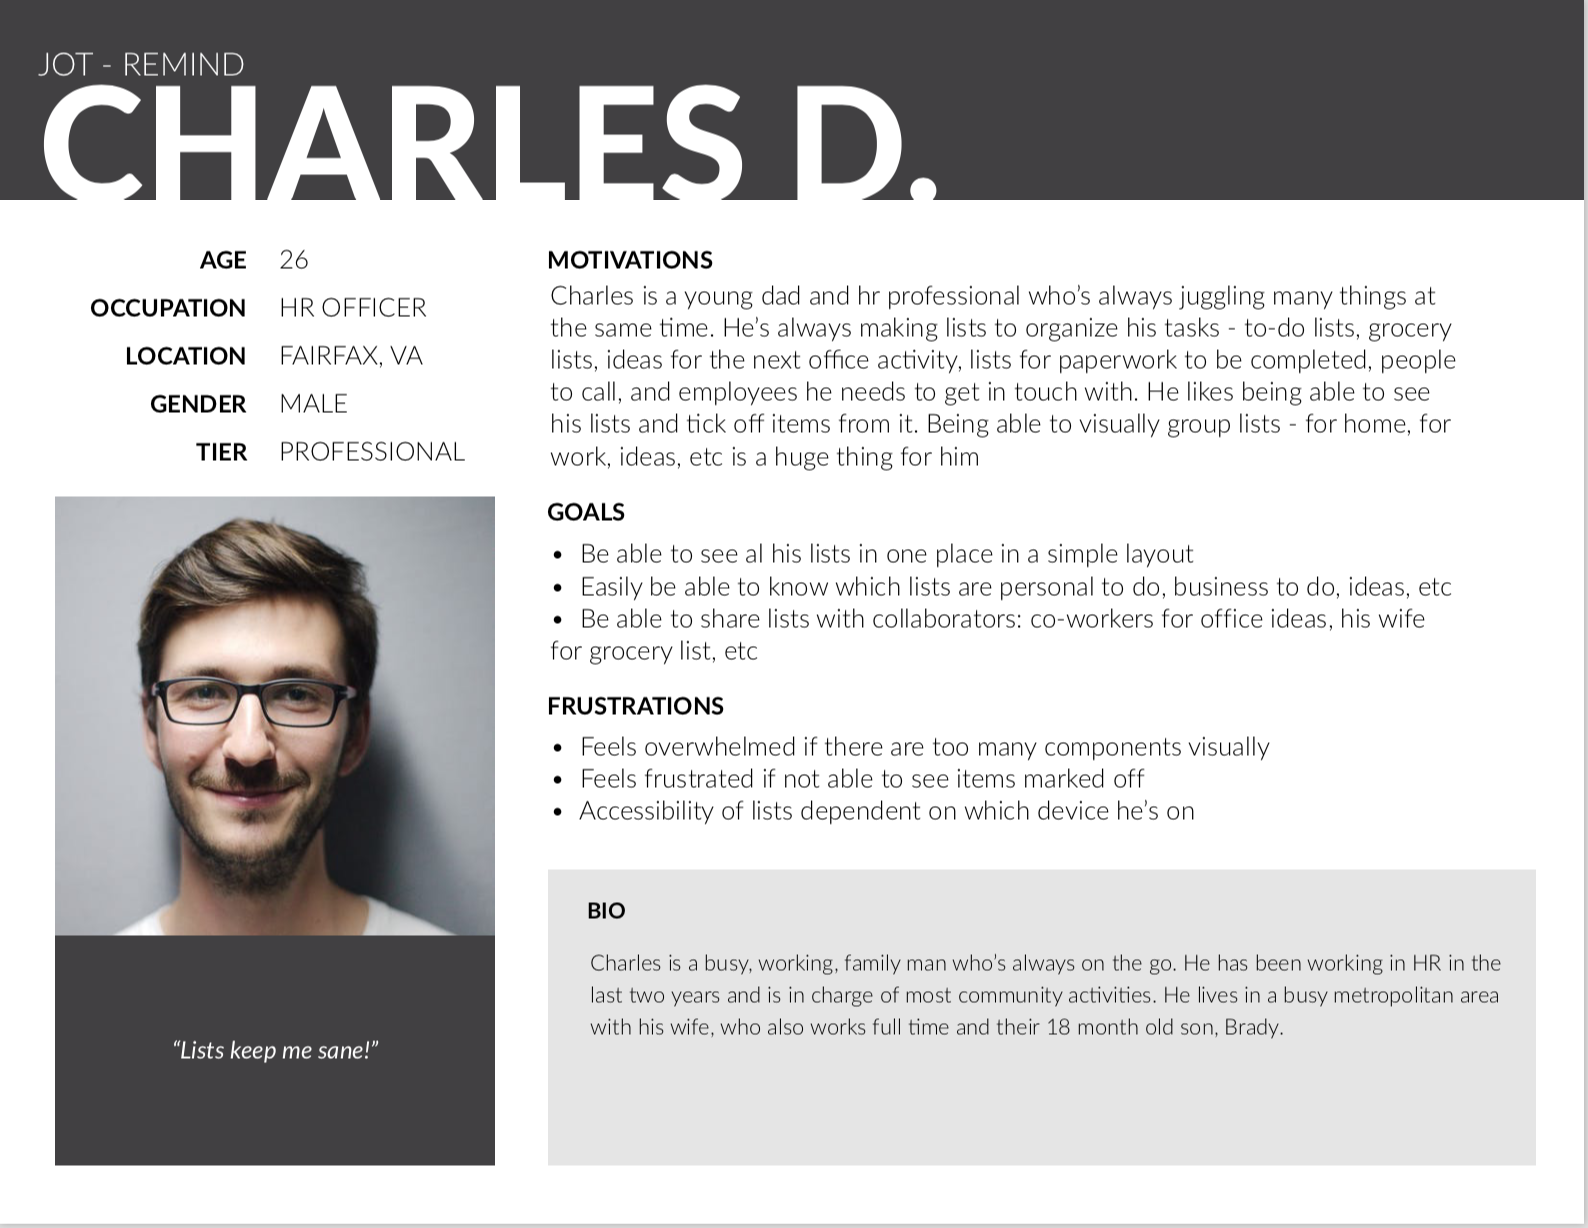 JOT - REMIND
CHARLES D.
AGE 26
OCCUPATION HR OFFICER
LOCATION FAIRFAX, VA
GENDER MALE
TIER PROFESSIONAL
“Lists keep me sane!”
MOTIVATIONS
Charles is a young dad and hr professional who’s always juggling many things at
the same time. He’s always making lists to organize his tasks - to-do lists, grocery
lists, ideas for the next office activity, lists for paperwork to be completed, people
to call, and employees he needs to get in touch with. He likes being able to see
his lists and tick off items from it. Being able to visually group lists - for home, for
work, ideas, etc is a huge thing for him
GOALS
• Be able to see al his lists in one place in a simple layout
• Easily be able to know which lists are personal to do, business to do, ideas, etc
• Be able to share lists with collaborators: co-workers for office ideas, his wife
for grocery list, etc
FRUSTRATIONS
• Feels overwhelmed if there are too many components visually
• Feels frustrated if not able to see items marked off
• Accessibility of lists dependent on which device he’s on
BIO
Charles is a busy, working, family man who’s always on the go. He has been working in HR in the
last two years and is in charge of most community activities. He lives in a busy metropolitan area
with his wife, who also works full time and their 18 month old son, Brady.